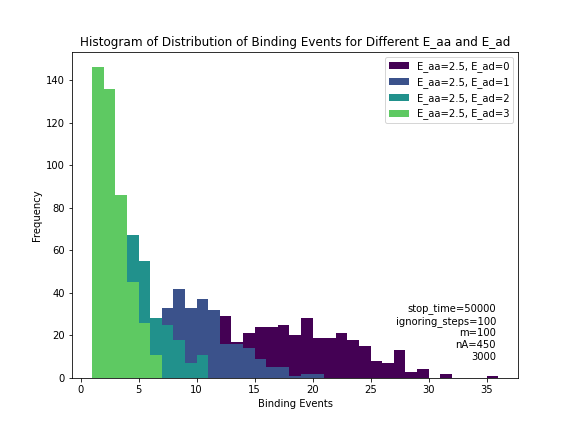 Histogram of Distribution of Binding Events for Different E_aa and E_ad
E_aa=2.5, E_ad=0
E_aa=2.5, E_ad=1
E_aa=2.5, E_ad=2
E_aa=2.5, E_ad=3
140
120
100
80
60
40
20
0
Frequency
stop_time=50000
ignoring_steps=100
m=100
nA=450
3000
0 5 10 15 20 25 30 35
Binding Events